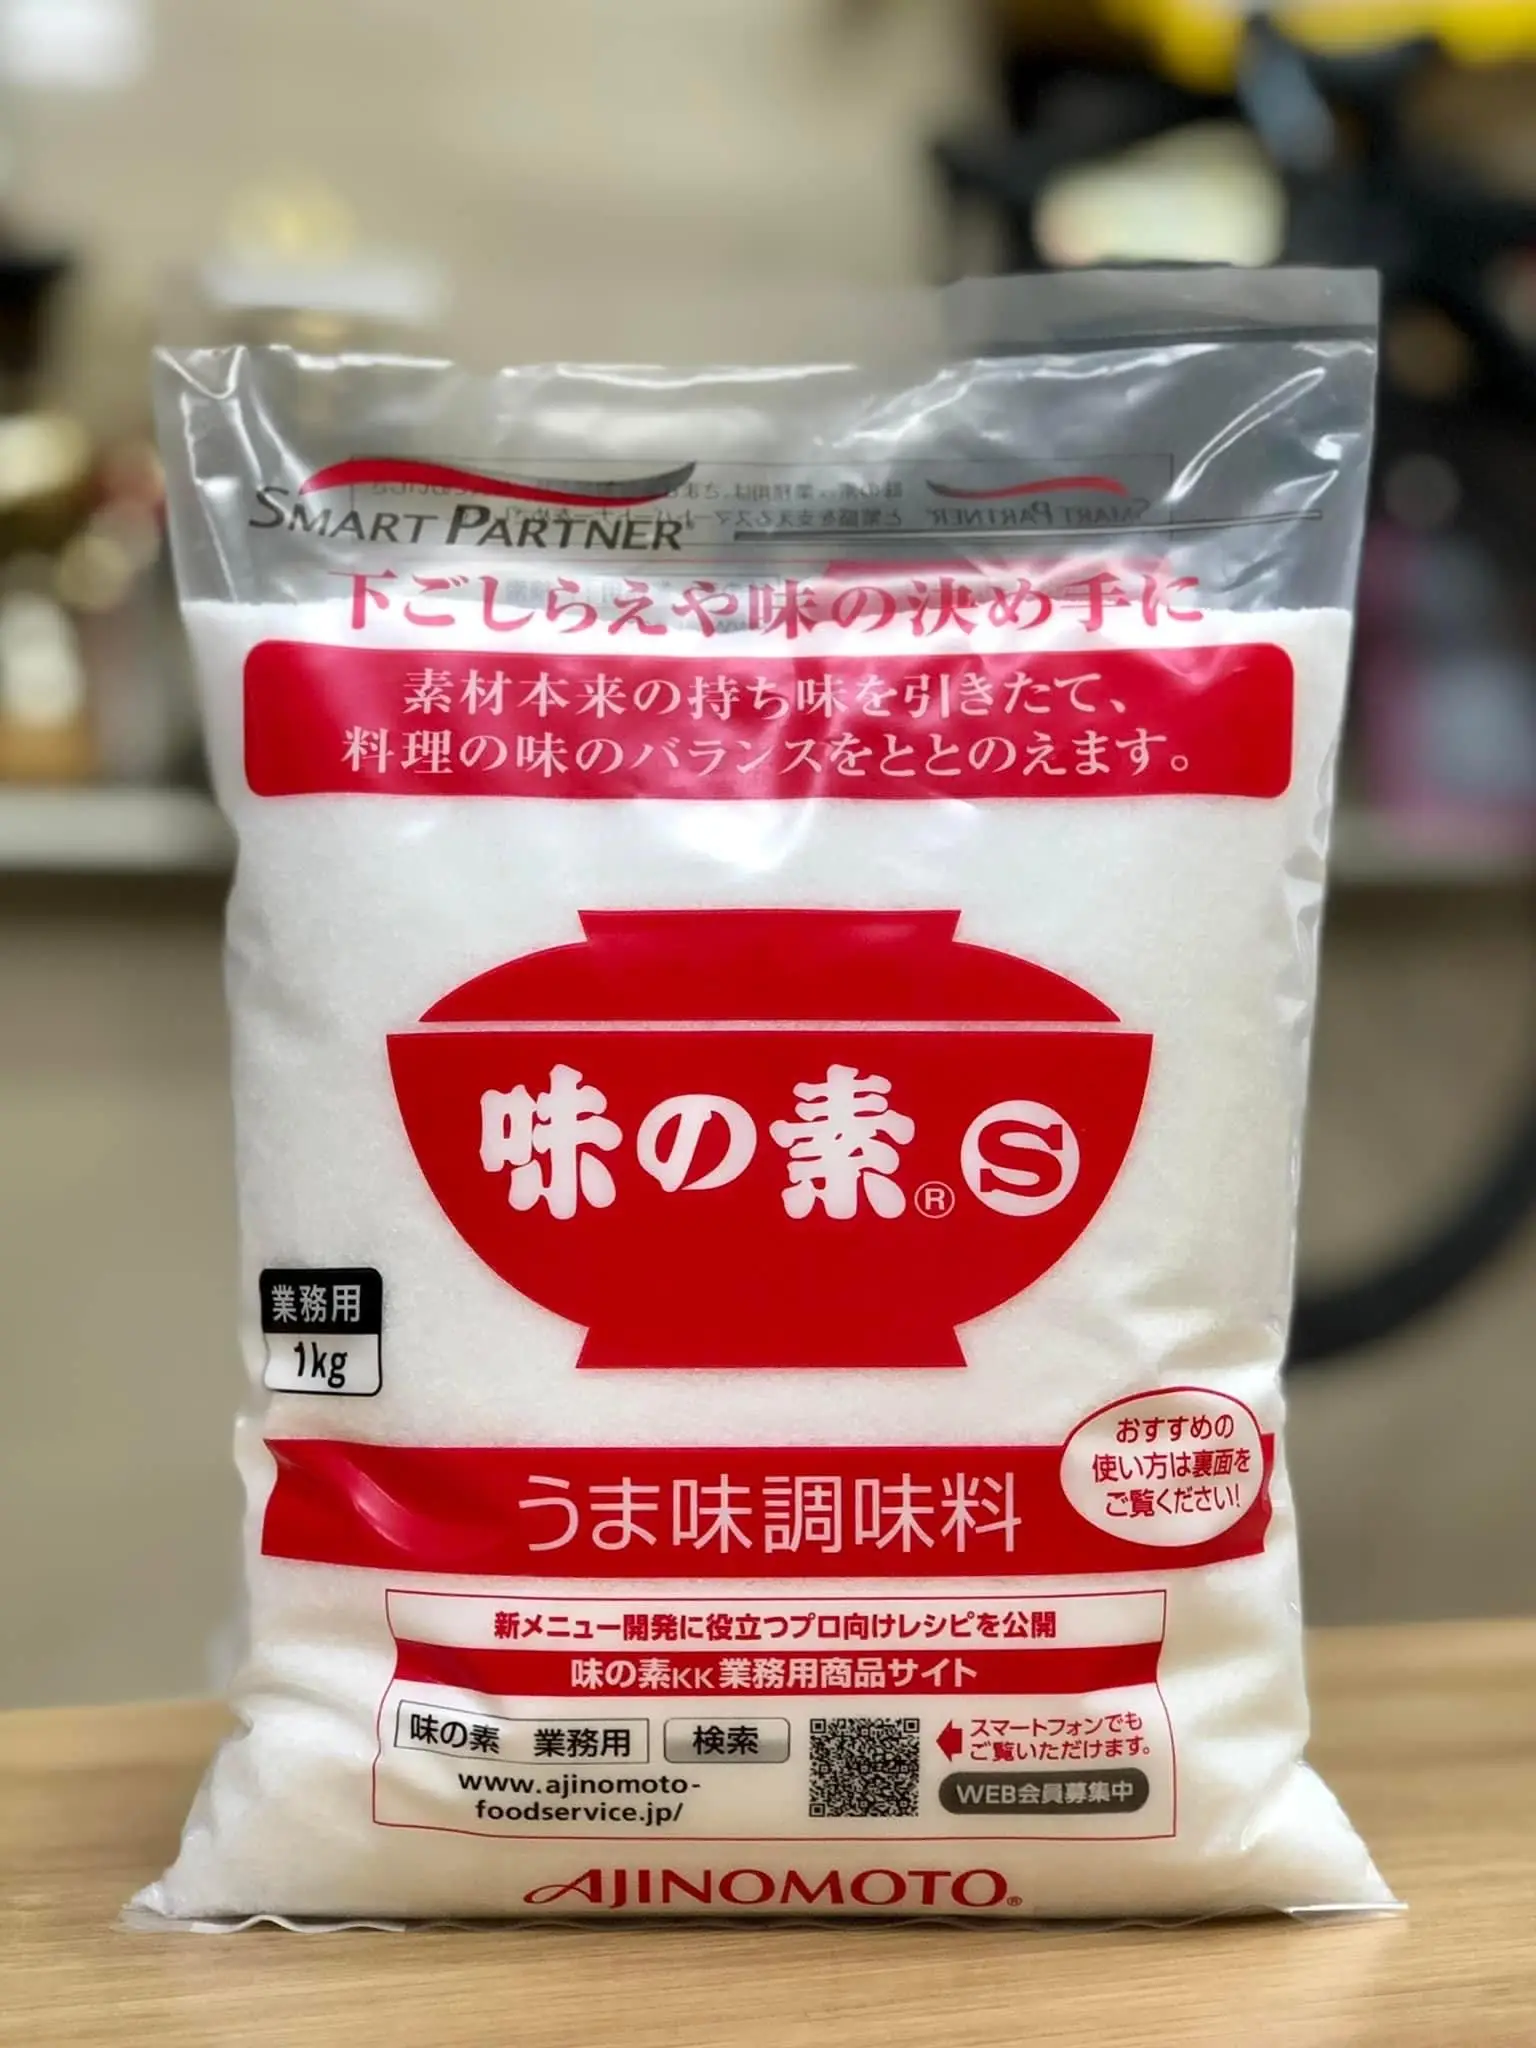 SMART PARTNER®
下ごしらえや味の決め手に
素材本来の持ち味を引きたて、
料理の味のバランスをととのえます。
味の素® S
業務用
1kg
おすすめの
使い方は裏面を
ご覧ください!
うま味調味料
新メニュー開発に役立つプロ向けレシピを公開
味の素KK業務用商品サイト
味の素 業務用 検索
www.ajinomoto-
foodservice.jp/
スマートフォンでも
ご覧いただけます。
WEB会員募集中
AJINOMOTO®